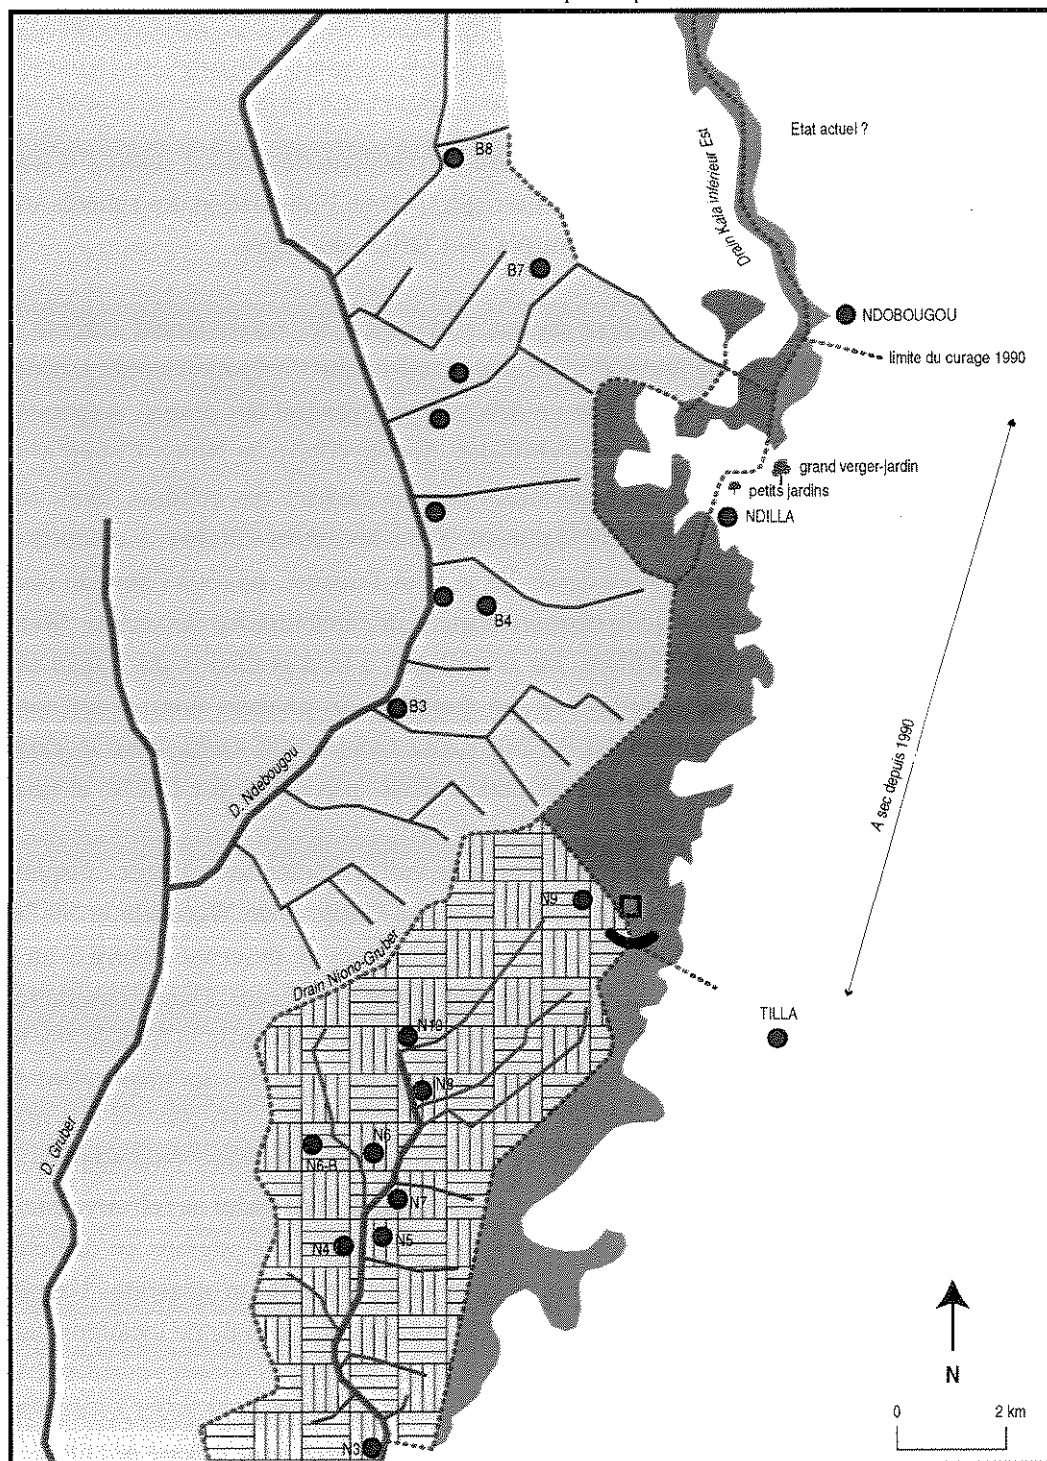 Etat actuel ?
Drain Kala inférieur Est
B8
B7
NDOBOUGOU
limite du curage 1990
grand verger-jardin
petits jardins
NDILLA
B4
B3
A sec depuis 1990
D. Ndebougou
N9
Drain Niono-Gruber
TILLA
N10
N8
D. Gruber
N6
N6-B
N7
N5
N4
N
0 2 km
N3